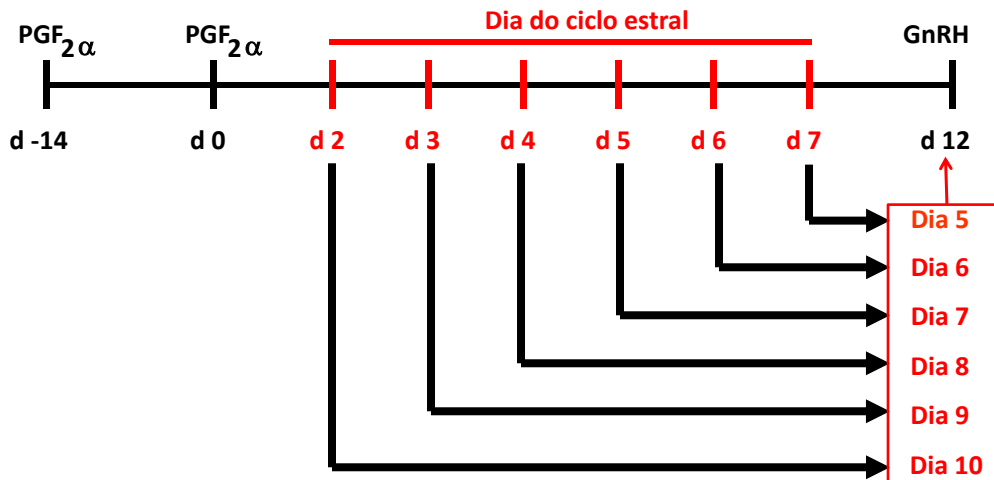 Dia do ciclo estral
PGF2α PGF2α GnRH
d -14 d 0 d 2 d 3 d 4 d 5 d 6 d 7 d 12
Dia 5
Dia 6
Dia 7
Dia 8
Dia 9
Dia 10